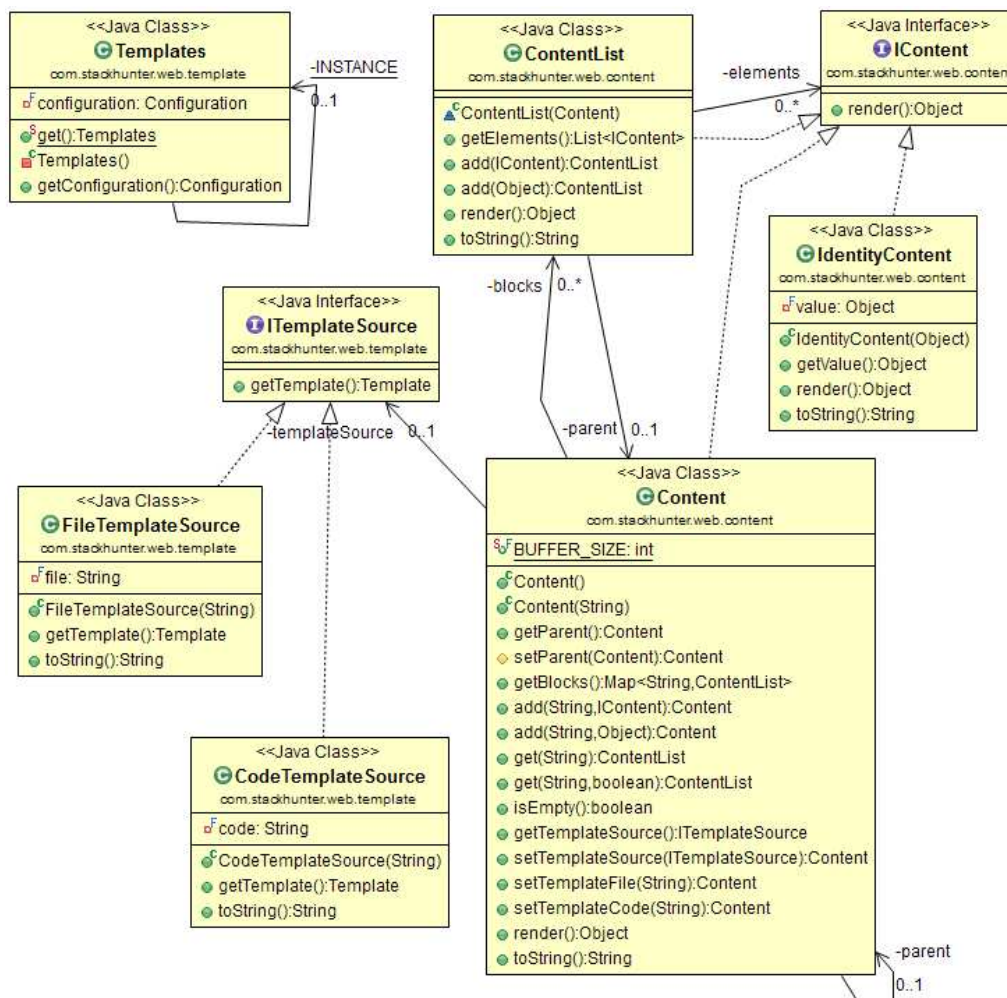 <<Java Class>>
Templates
com.stackhunter.web.template
configuration: Configuration
get():Templates
Templates()
getConfiguration():Configuration
-INSTANCE
0..1
<<Java Class>>
ContentList
com.stackhunter.web.content
ContentList(Content)
getElements():List<IContent>
add(IContent):ContentList
add(Object):ContentList
render():Object
toString():String
-elements
0..*
<<Java Interface>>
IContent
com.stackhunter.web.content
render():Object
<<Java Class>>
IdentityContent
com.stackhunter.web.content
value: Object
IdentityContent(Object)
getValue():Object
render():Object
toString():String
-blocks
0..*
<<Java Interface>>
ITemplateSource
com.stackhunter.web.template
getTemplate():Template
-templateSource
0..1
-parent
0..1
<<Java Class>>
FileTemplateSource
com.stackhunter.web.template
file: String
FileTemplateSource(String)
getTemplate():Template
toString():String
<<Java Class>>
CodeTemplateSource
com.stackhunter.web.template
code: String
CodeTemplateSource(String)
getTemplate():Template
toString():String
<<Java Class>>
Content
com.stackhunter.web.content
BUFFER_SIZE: int
Content()
Content(String)
getParent():Content
setParent(Content):Content
getBlocks():Map<String,ContentList>
add(String,IContent):Content
add(String,Object):Content
get(String):ContentList
get(String,boolean):ContentList
isEmpty():boolean
getTemplateSource():ITemplateSource
setTemplateSource(ITemplateSource):Content
setTemplateFile(String):Content
setTemplateCode(String):Content
render():Object
toString():String
-parent
0..1